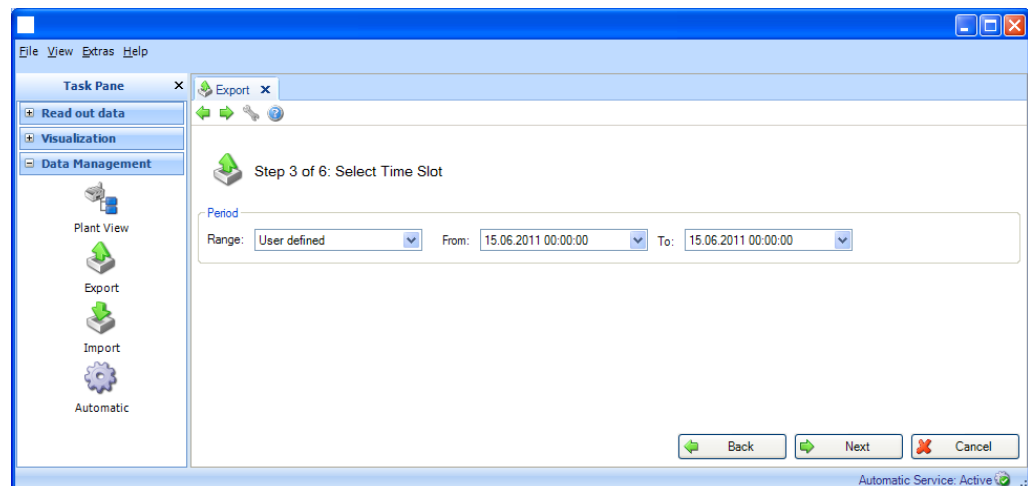 File View Extras Help
Task Pane
Export
Read out data
Visualization
Data Management
Plant View
Export
Import
Automatic
Step 3 of 6: Select Time Slot
Period
Range: User defined From: 15.06.2011 00:00:00 To: 15.06.2011 00:00:00
Back Next Cancel
Automatic Service: Active